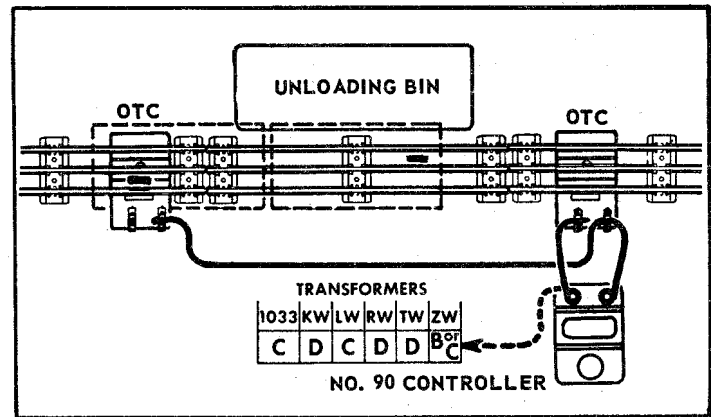 UNLOADING BIN
OTC
OTC
TRANSFORMERS
1033 KW LW RW TW ZW
C D C D D B or C
NO. 90 CONTROLLER